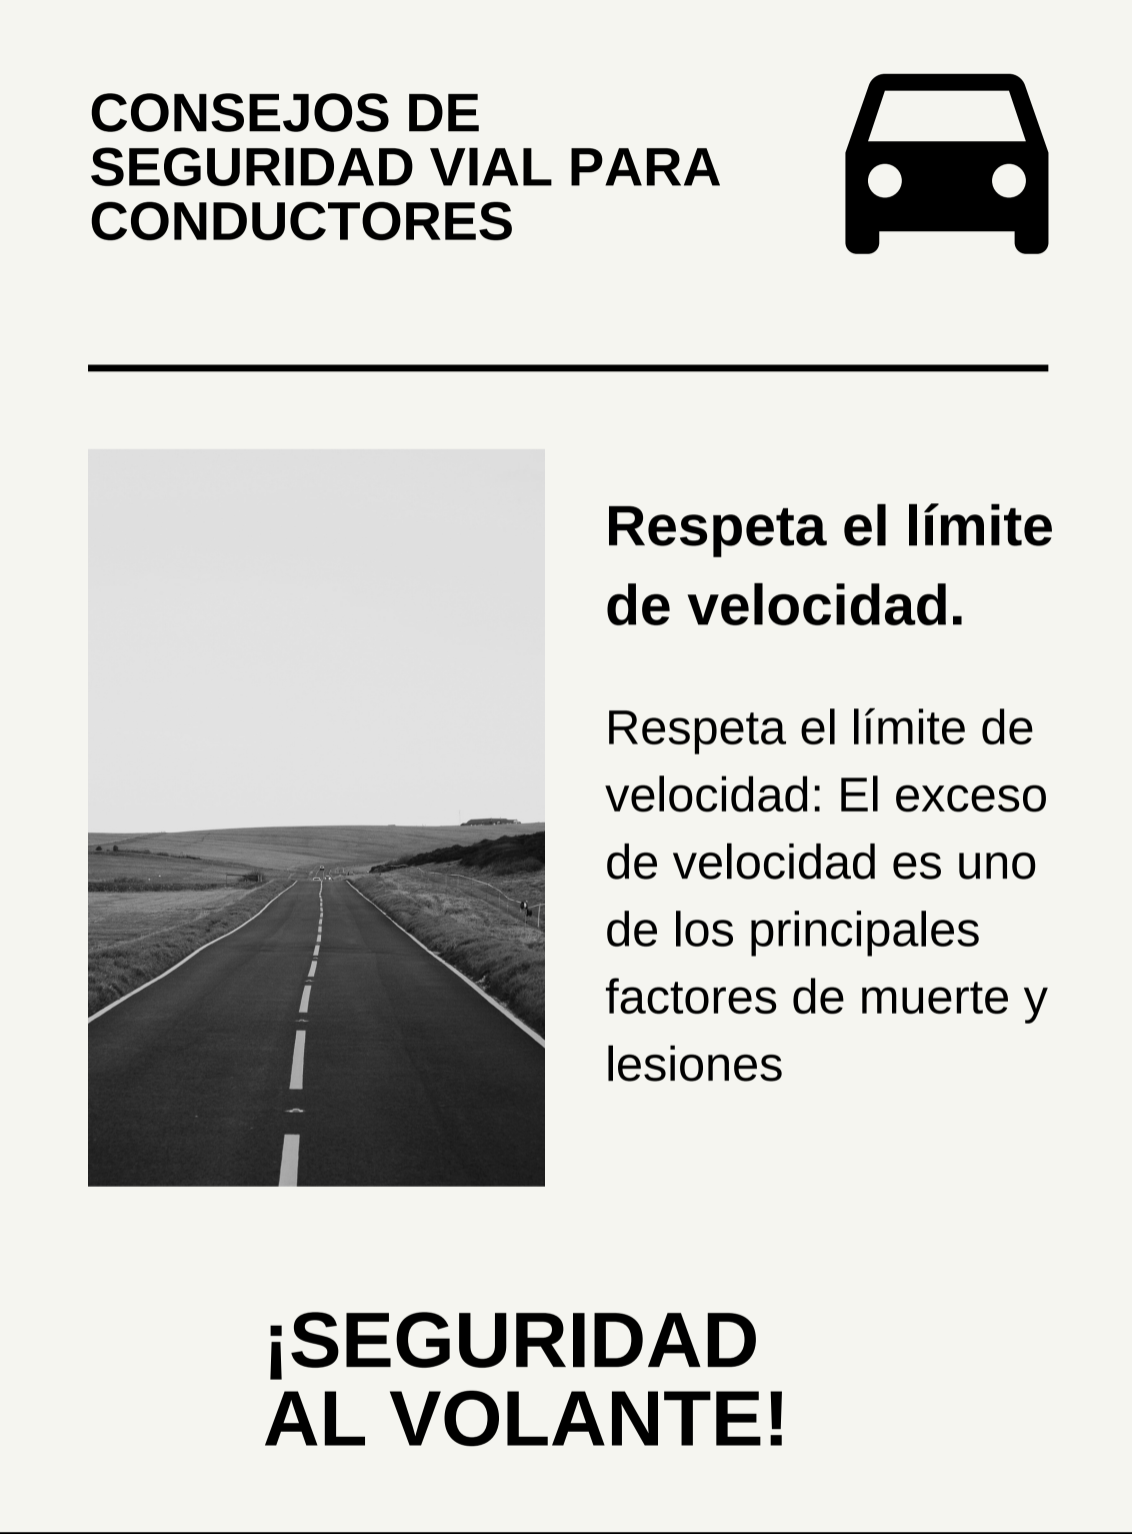 CONSEJOS DE
SEGURIDAD VIAL PARA
CONDUCTORES
Respeta el límite
de velocidad.
Respeta el límite de
velocidad: El exceso
de velocidad es uno
de los principales
factores de muerte y
lesiones
¡SEGURIDAD
AL VOLANTE!